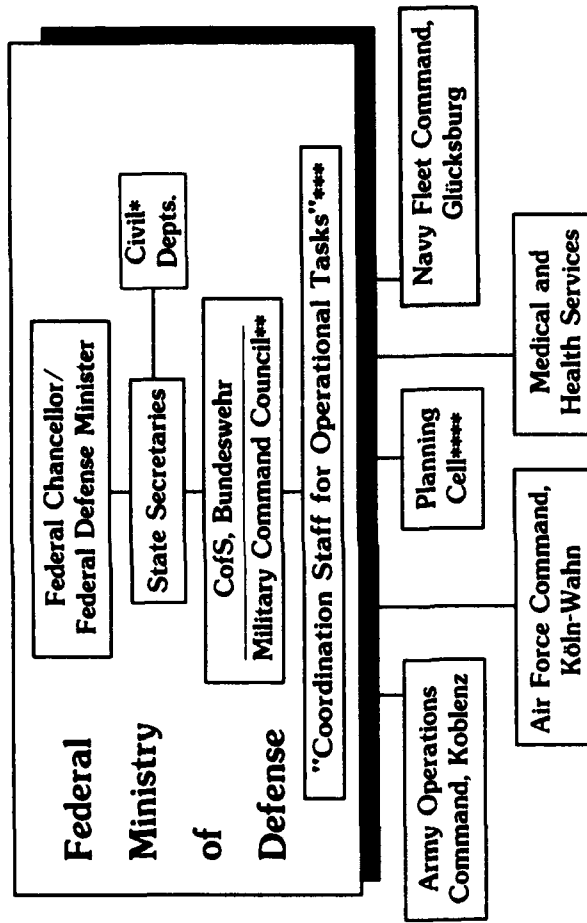 Federal
Ministry
of
Defense
Federal Chancellor/
Federal Defense Minister
State Secretaries
Civil*
Depts.
CofS, Bundeswehr
Military Command Council**
"Coordination Staff for Operational Tasks"***
Army Operations
Command, Koblenz
Air Force Command,
Köln-Wahn
Planning
Cell****
Medical and
Health Services
Navy Fleet Command,
Glücksburg